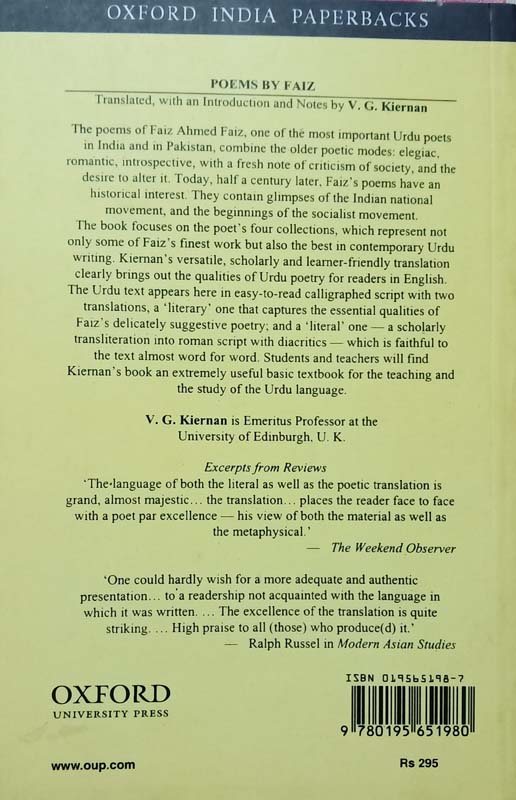 OXFORD INDIA PAPERBACKS
POEMS BY FAIZ
Translated, with an Introduction and Notes by V. G. Kiernan
The poems of Faiz Ahmed Faiz, one of the most important Urdu poets
in India and in Pakistan, combine the older poetic modes: elegiac,
romantic, introspective, with a fresh note of criticism of society, and the
desire to alter it. Today, half a century later, Faiz's poems have an
historical interest. They contain glimpses of the Indian national
movement, and the beginnings of the socialist movement.
The book focuses on the poet's four collections, which represent not
only some of Faiz's finest work but also the best in contemporary Urdu
writing. Kiernan's versatile, scholarly and learner-friendly translation
clearly brings out the qualities of Urdu poetry for readers in English.
The Urdu text appears here in easy-to-read calligraphed script with two
translations, a 'literary' one that captures the essential qualities of
Faiz's delicately suggestive poetry; and a 'literal' one — a scholarly
transliteration into roman script with diacritics — which is faithful to
the text almost word for word. Students and teachers will find
Kiernan's book an extremely useful basic textbook for the teaching and
the study of the Urdu language.
V. G. Kiernan is Emeritus Professor at the
University of Edinburgh, U. K.
Excerpts from Reviews
'The language of both the literal as well as the poetic translation is
grand, almost majestic... the translation... places the reader face to face
with a poet par excellence — his view of both the material as well as
the metaphysical.'
— The Weekend Observer
'One could hardly wish for a more adequate and authentic
presentation... to a readership not acquainted with the language in
which it was written. ... The excellence of the translation is quite
striking. ... High praise to all (those) who produce(d) it.'
— Ralph Russel in Modern Asian Studies
ISBN 019565198-7
OXFORD
UNIVERSITY PRESS
9 780195 651980
www.oup.com
Rs 295